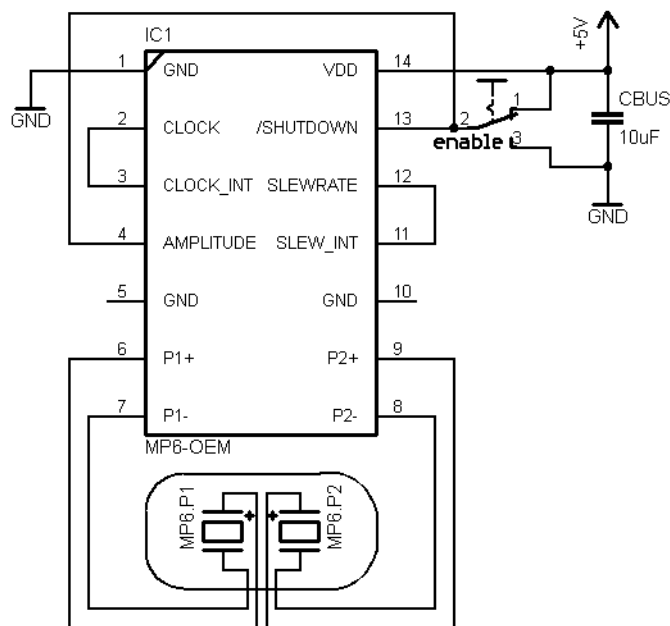 IC1
+5V
1 GND VDD 14
1
CBUS
GND
2 CLOCK /SHUTDOWN 13
2
10uF
enable
3
3 CLOCK_INT SLEWRATE 12
GND
4 AMPLITUDE SLEW_INT 11
5 GND GND 10
6 P1+ P2+ 9
7 P1- P2- 8
MP6-OEM
MP6.P1
MP6.P2